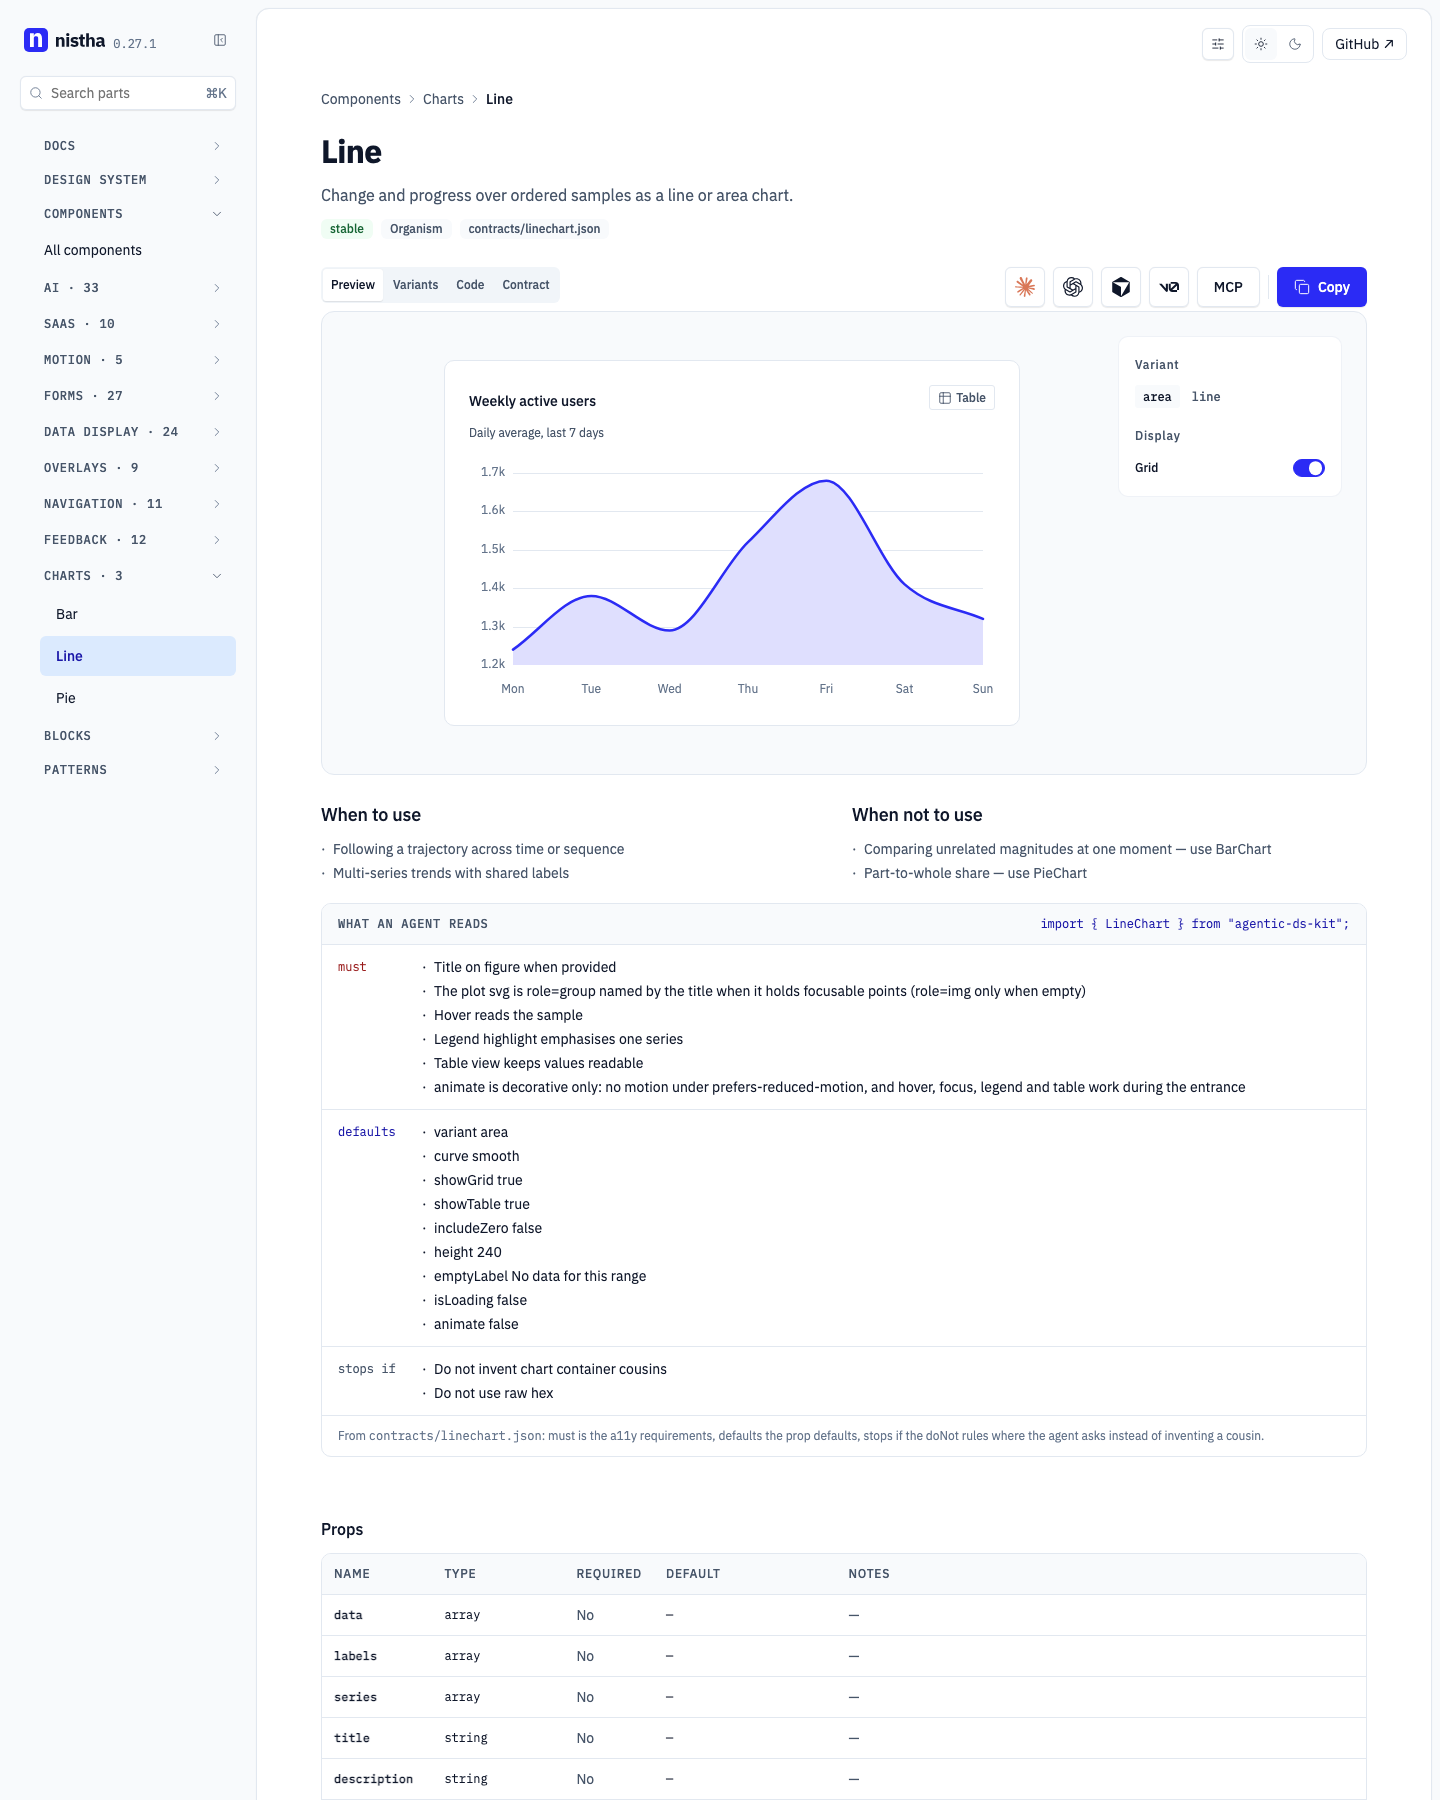 n nistha 0.27.1
Search parts ⌘K
DOCS
DESIGN SYSTEM
COMPONENTS
All components
AI · 33
SAAS · 10
MOTION · 5
FORMS · 27
DATA DISPLAY · 24
OVERLAYS · 9
NAVIGATION · 11
FEEDBACK · 12
CHARTS · 3
Bar
Line
Pie
BLOCKS
PATTERNS
GitHub ↗
Components > Charts > Line
Line
Change and progress over ordered samples as a line or area chart.
stable Organism contracts/linechart.json
Preview Variants Code Contract
v0 MCP Copy
Weekly active users
Table
Daily average, last 7 days
1.7k
1.6k
1.5k
1.4k
1.3k
1.2k
Mon Tue Wed Thu Fri Sat Sun
Variant
area line
Display
Grid
When to use
· Following a trajectory across time or sequence
· Multi-series trends with shared labels
When not to use
· Comparing unrelated magnitudes at one moment — use BarChart
· Part-to-whole share — use PieChart
WHAT AN AGENT READS import { LineChart } from "agentic-ds-kit";
must · Title on figure when provided
· The plot svg is role=group named by the title when it holds focusable points (role=img only when empty)
· Hover reads the sample
· Legend highlight emphasises one series
· Table view keeps values readable
· animate is decorative only: no motion under prefers-reduced-motion, and hover, focus, legend and table work during the entrance
defaults · variant area
· curve smooth
· showGrid true
· showTable true
· includeZero false
· height 240
· emptyLabel No data for this range
· isLoading false
· animate false
stops if · Do not invent chart container cousins
· Do not use raw hex
From contracts/linechart.json: must is the a11y requirements, defaults the prop defaults, stops if the doNot rules where the agent asks instead of inventing a cousin.
Props
NAME TYPE REQUIRED DEFAULT NOTES
data array No — —
labels array No — —
series array No — —
title string No — —
description string No — —